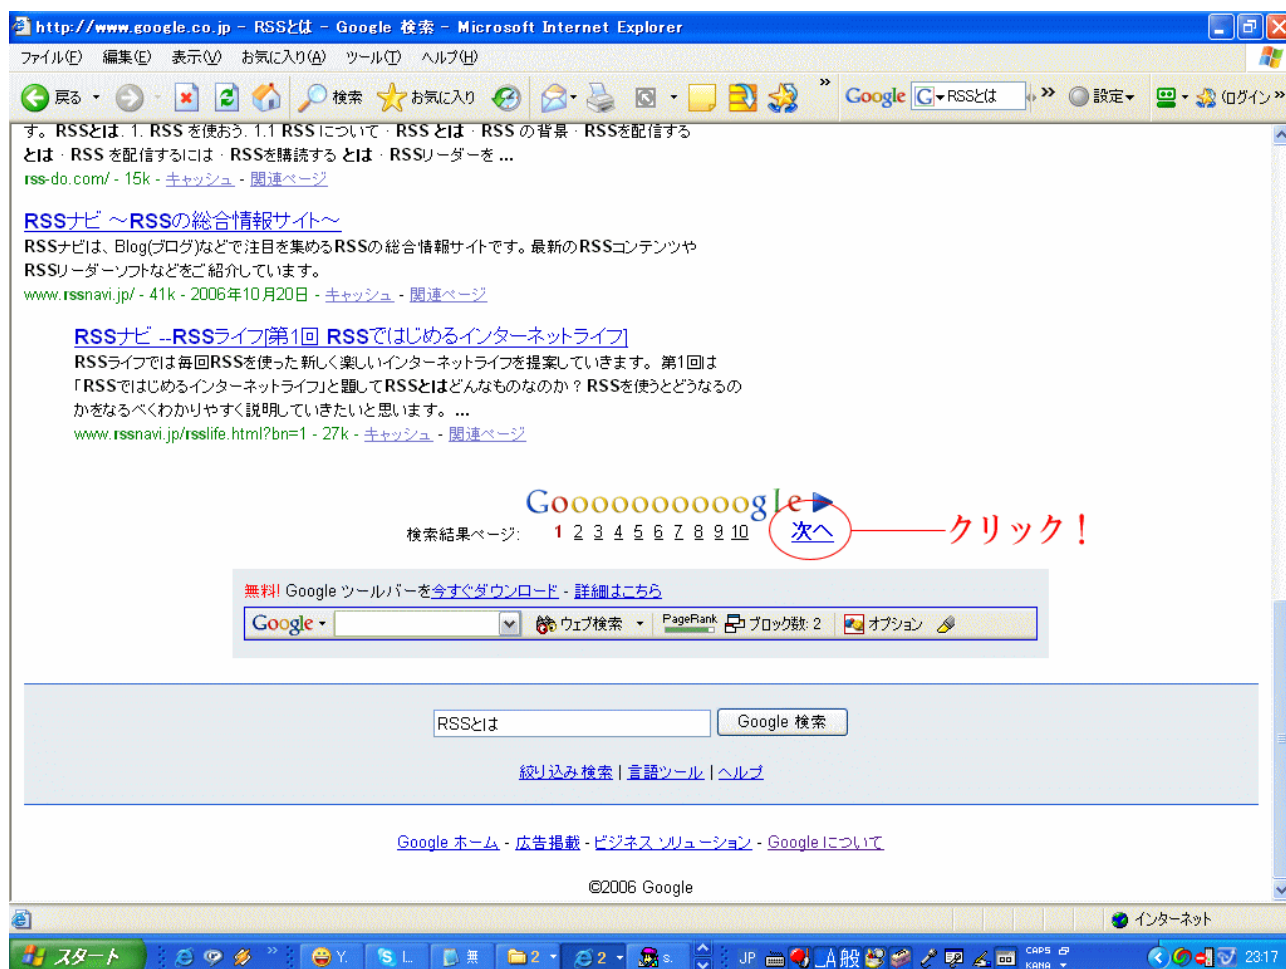 http://www.google.co.jp - RSSとは - Google 検索 - Microsoft Internet Explorer
ファイル(F) 編集(E) 表示(V) お気に入り(A) ツール(T) ヘルプ(H)
戻る 検索 お気に入り Google G RSSとは 設定 (ログイン
す。RSSとは. 1. RSS を使おう. 1.1 RSS について · RSS とは · RSS の背景 · RSSを配信する
とは · RSS を配信するには · RSSを購読する とは · RSSリーダーを ...
rss-do.com/ - 15k - キャッシュ - 関連ページ
RSSナビ ～RSSの総合情報サイト～
RSSナビは、Blog(ブログ)などで注目を集めるRSSの総合情報サイトです。最新のRSSコンテンツや
RSSリーダーソフトなどをご紹介しています。
www.rssnavi.jp/ - 41k - 2006年10月20日 - キャッシュ - 関連ページ
RSSナビ --RSSライフ[第1回 RSSではじめるインターネットライフ]
RSSライフでは毎回RSSを使った新しく楽しいインターネットライフを提案していきます。第1回は
「RSSではじめるインターネットライフ」と題してRSSとはどんなものなのか？RSSを使うとどうなるの
かをなるべくわかりやすく説明していきたいと思います。 ...
www.rssnavi.jp/rsslife.html?bn=1 - 27k - キャッシュ - 関連ページ
Goooooooooogle
検索結果ページ: 1 2 3 4 5 6 7 8 9 10 次へ クリック！
無料! Google ツールバーを今すぐダウンロード - 詳細はこちら
Google ウェブ検索 PageRank ブロック数: 2 オプション
RSSとは Google 検索
絞り込み検索 | 言語ツール | ヘルプ
Google ホーム - 広告掲載 - ビジネス ソリューション - Google について
©2006 Google
インターネット
スタート Y. L. 無 2 2 s. JP A 般 CAPS KANA 23:17